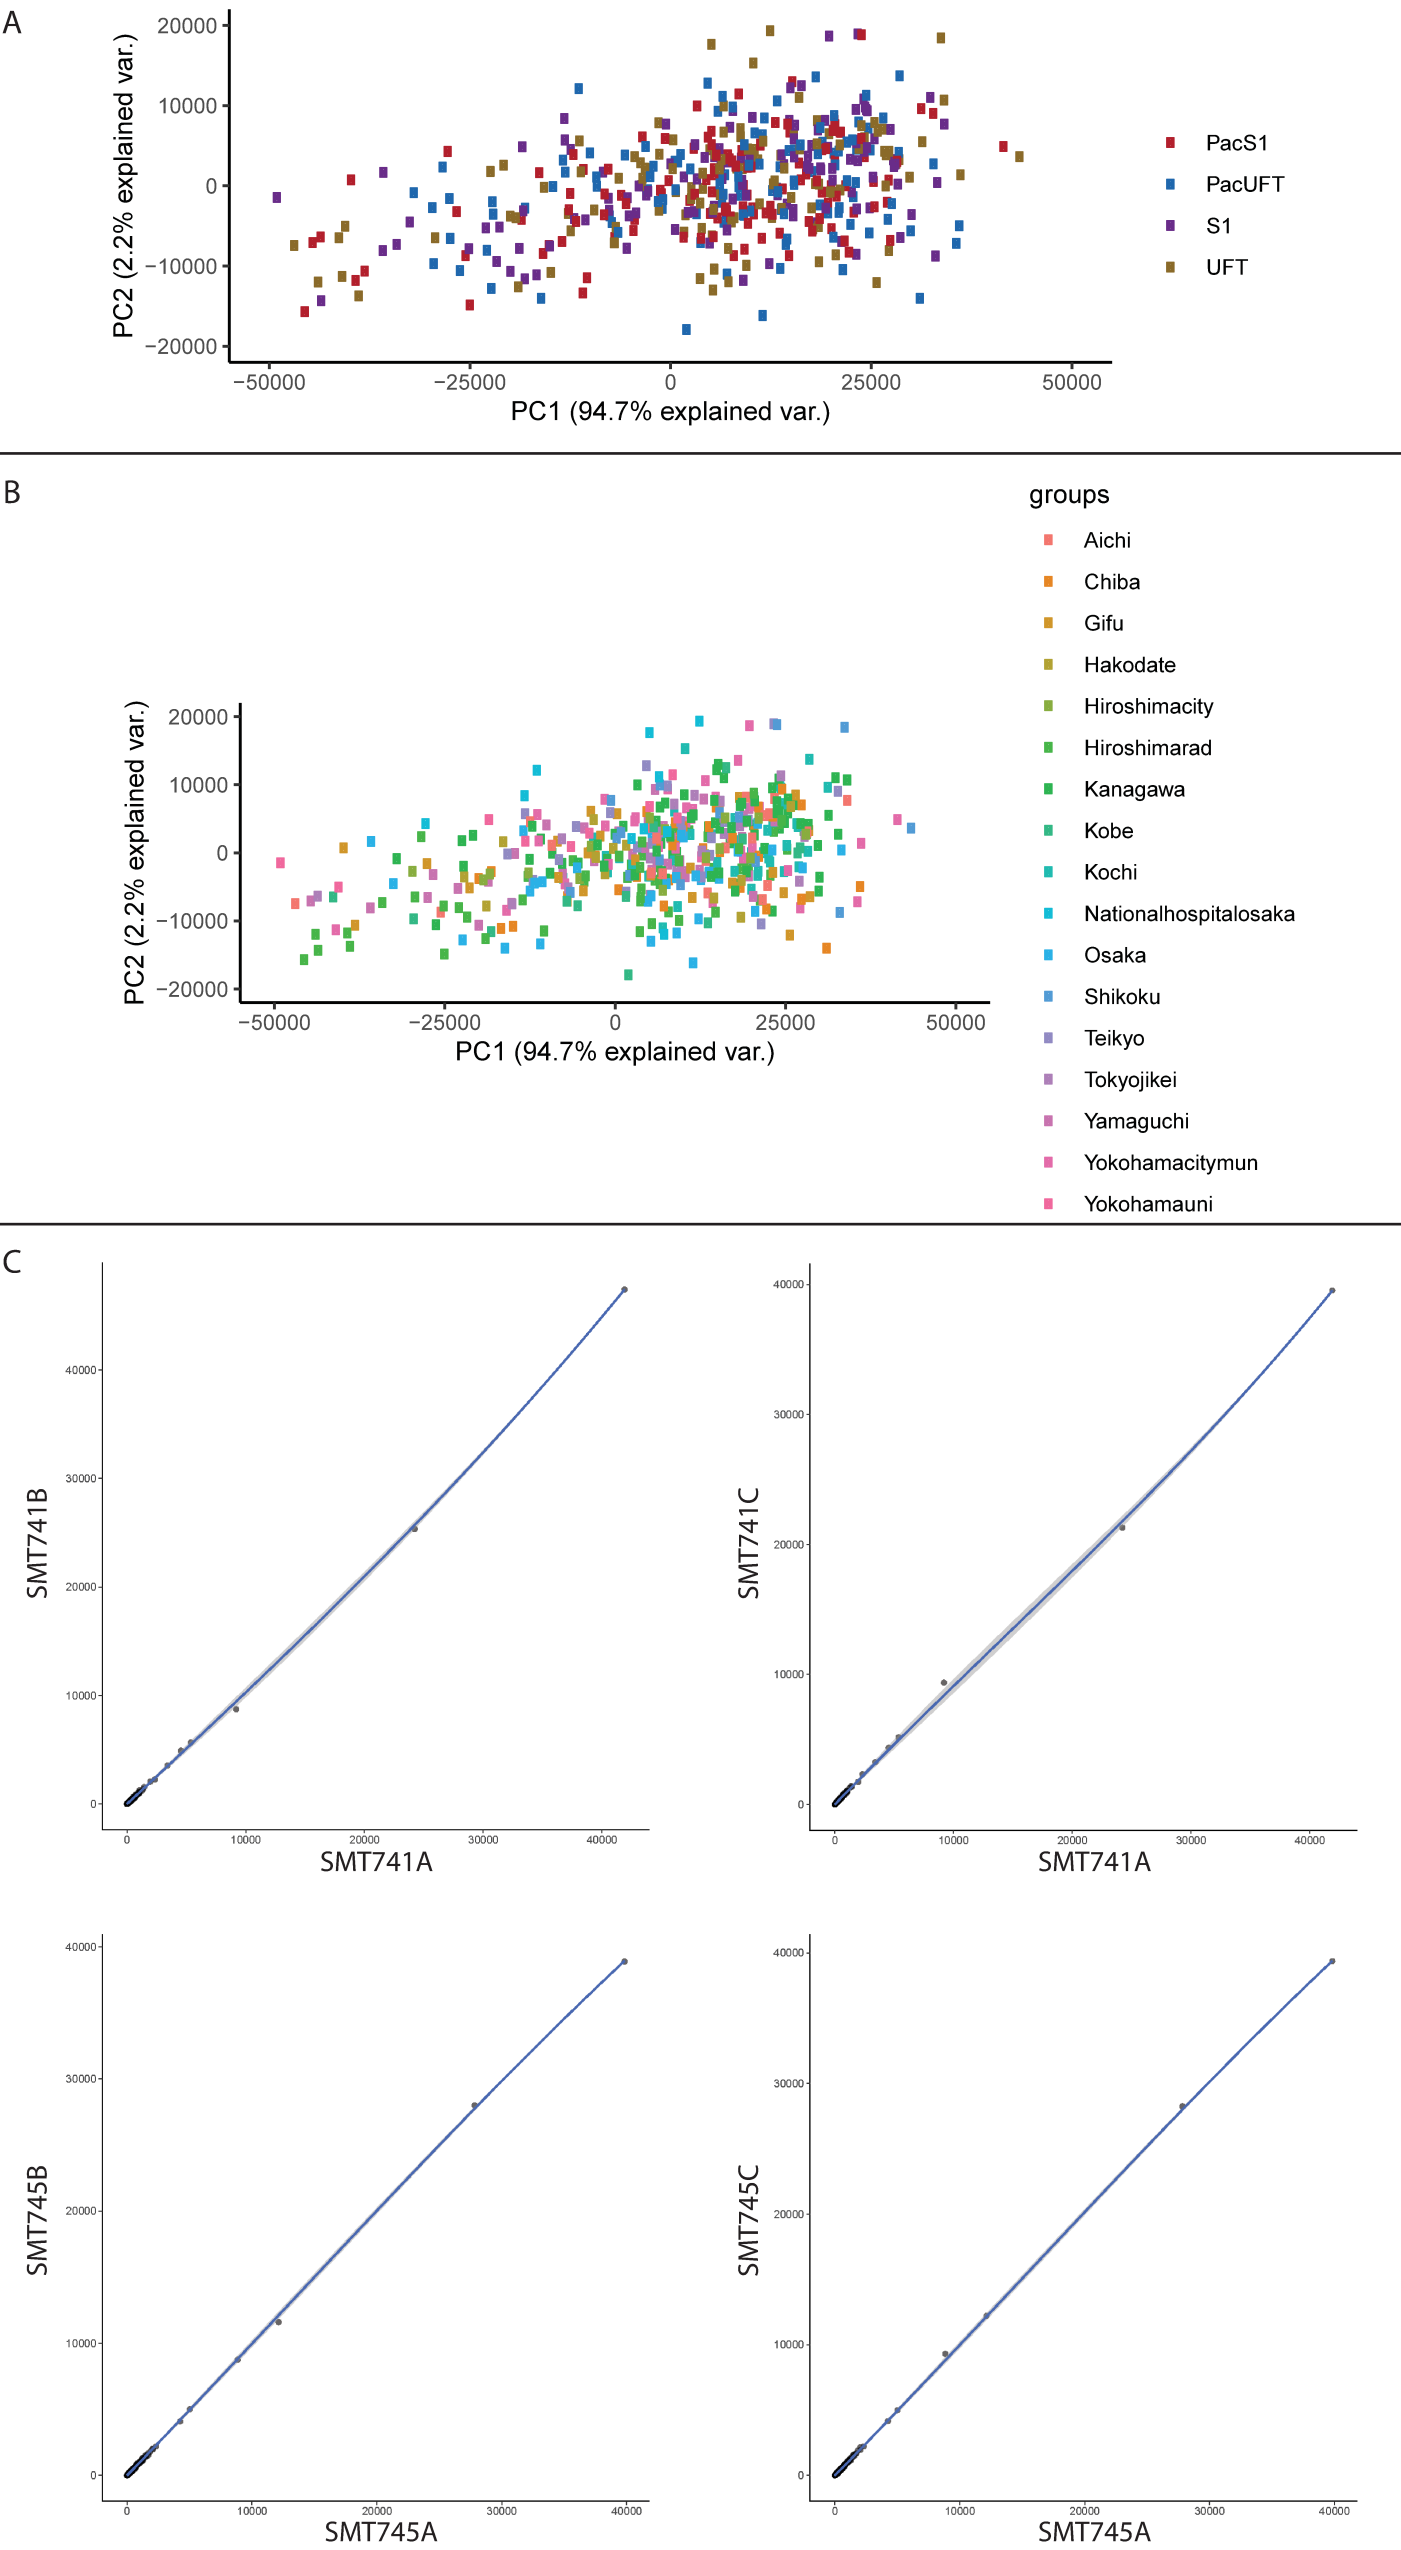 A
PC2 (2.2% explained var.)
20000
10000
0
−10000
−20000
−50000 −25000 0 25000 50000
PC1 (94.7% explained var.)
PacS1
PacUFT
S1
UFT
B
PC2 (2.2% explained var.)
20000
10000
0
−10000
−20000
−50000 −25000 0 25000 50000
PC1 (94.7% explained var.)
groups
Aichi
Chiba
Gifu
Hakodate
Hiroshimacity
Hiroshimarad
Kanagawa
Kobe
Kochi
Nationalhospitalosaka
Osaka
Shikoku
Teikyo
Tokyojikei
Yamaguchi
Yokohamacitymun
Yokohamauni
C
SMT741B
40000
30000
20000
10000
0
0 10000 20000 30000 40000
SMT741A
SMT741C
40000
30000
20000
10000
0
0 10000 20000 30000 40000
SMT741A
SMT745B
40000
30000
20000
10000
0
0 10000 20000 30000 40000
SMT745A
SMT745C
40000
30000
20000
10000
0
0 10000 20000 30000 40000
SMT745A